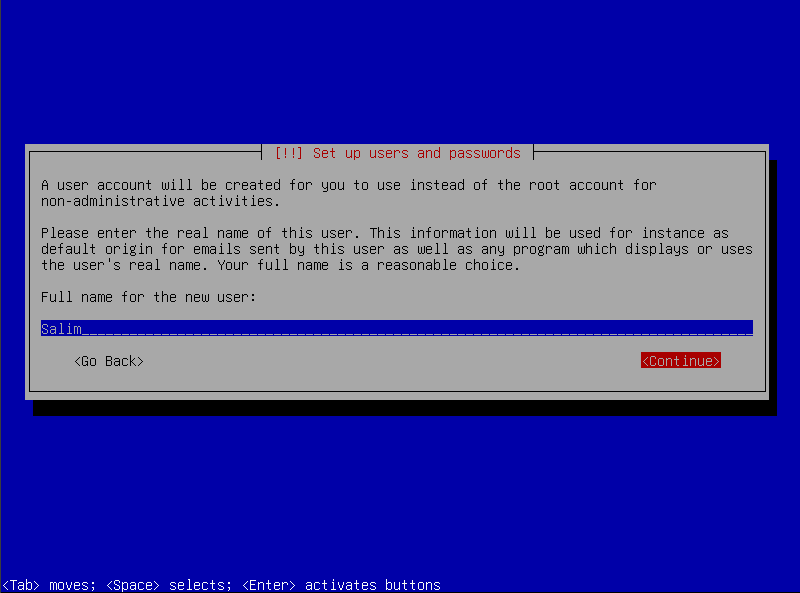 [!!] Set up users and passwords
A user account will be created for you to use instead of the root account for
non-administrative activities.
Please enter the real name of this user. This information will be used for instance as
default origin for emails sent by this user as well as any program which displays or uses
the user's real name. Your full name is a reasonable choice.
Full name for the new user:
Salim
<Go Back> <Continue>
<Tab> moves; <Space> selects; <Enter> activates buttons